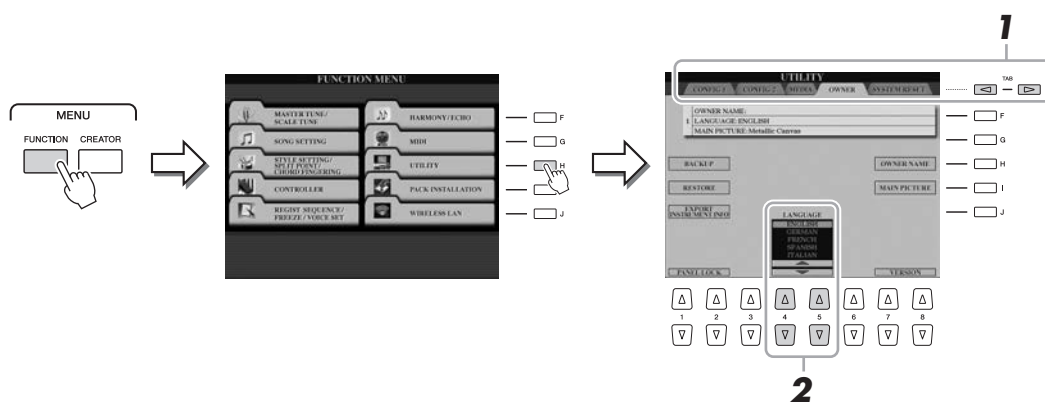 MENU
FUNCTION CREATOR
FUNCTION MENU
MASTER TUNE/
SCALE TUNE
SONG SETTING
STYLE SETTING/
SPLIT POINT/
CHORD FINGERING
CONTROLLER
REGIST SEQUENCE/
FREEZE / VOICE SET
HARMONY / ECHO
MIDI
UTILITY
PACK INSTALLATION
WIRELESS LAN
F
G
H
J
1
UTILITY
CONFIG 1 CONFIG 2 MEDIA OWNER SYSTEM RESET
TAB
OWNER NAME:
1 LANGUAGE: ENGLISH
MAIN PICTURE: Metallic Canvas
BACKUP
RESTORE
EXPORT
INSTRUMENT INFO
PANEL LOCK
LANGUAGE
ENGLISH
GERMAN
FRENCH
SPANISH
ITALIAN
OWNER NAME
MAIN PICTURE
VERSION
F
G
H
I
J
1 2 3 4 5 6 7 8
2